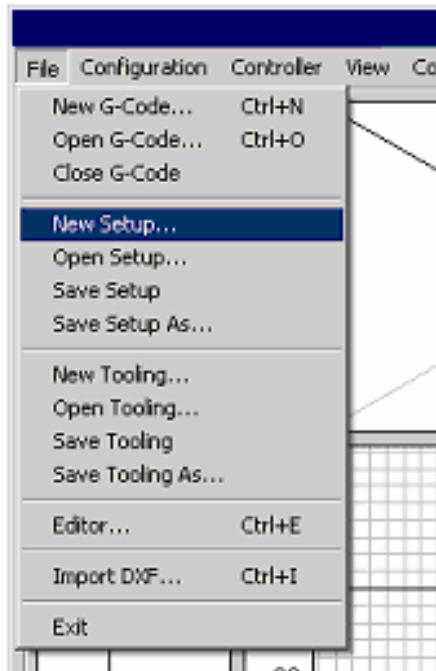 File Configuration Controller View Co
New G-Code... Ctrl+N
Open G-Code... Ctrl+O
Close G-Code
New Setup...
Open Setup...
Save Setup
Save Setup As...
New Tooling...
Open Tooling...
Save Tooling
Save Tooling As...
Editor... Ctrl+E
Import DXF... Ctrl+I
Exit